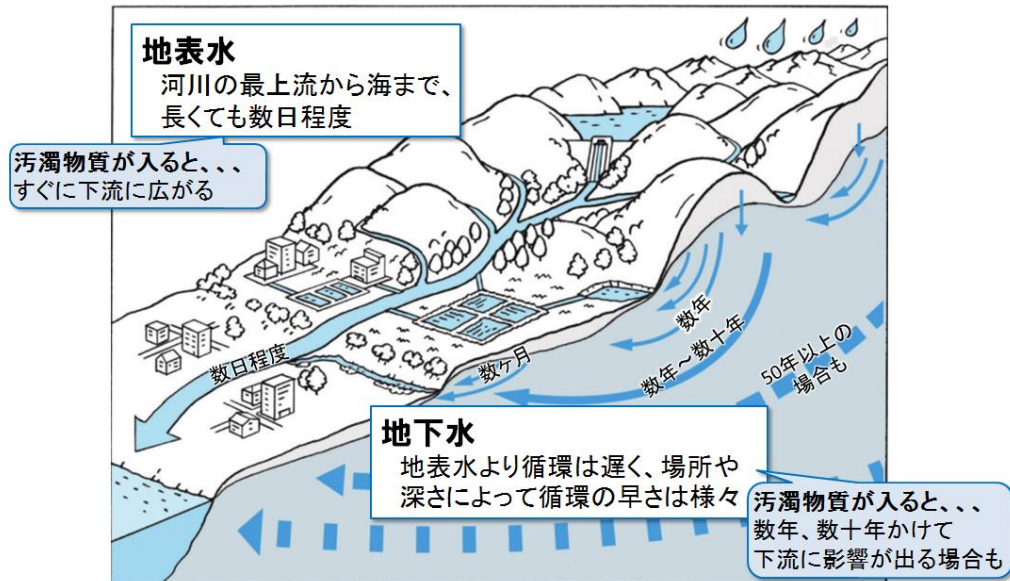 地表水
河川の最上流から海まで、
長くても数日程度
汚濁物質が入ると、、、
すぐに下流に広がる
数日程度
数ヶ月
数年
数年～数十年
50年以上の
場合も
地下水
地表水より循環は遅く、場所や
深さによって循環の早さは様々
汚濁物質が入ると、、、
数年、数十年かけて
下流に影響が出る場合も